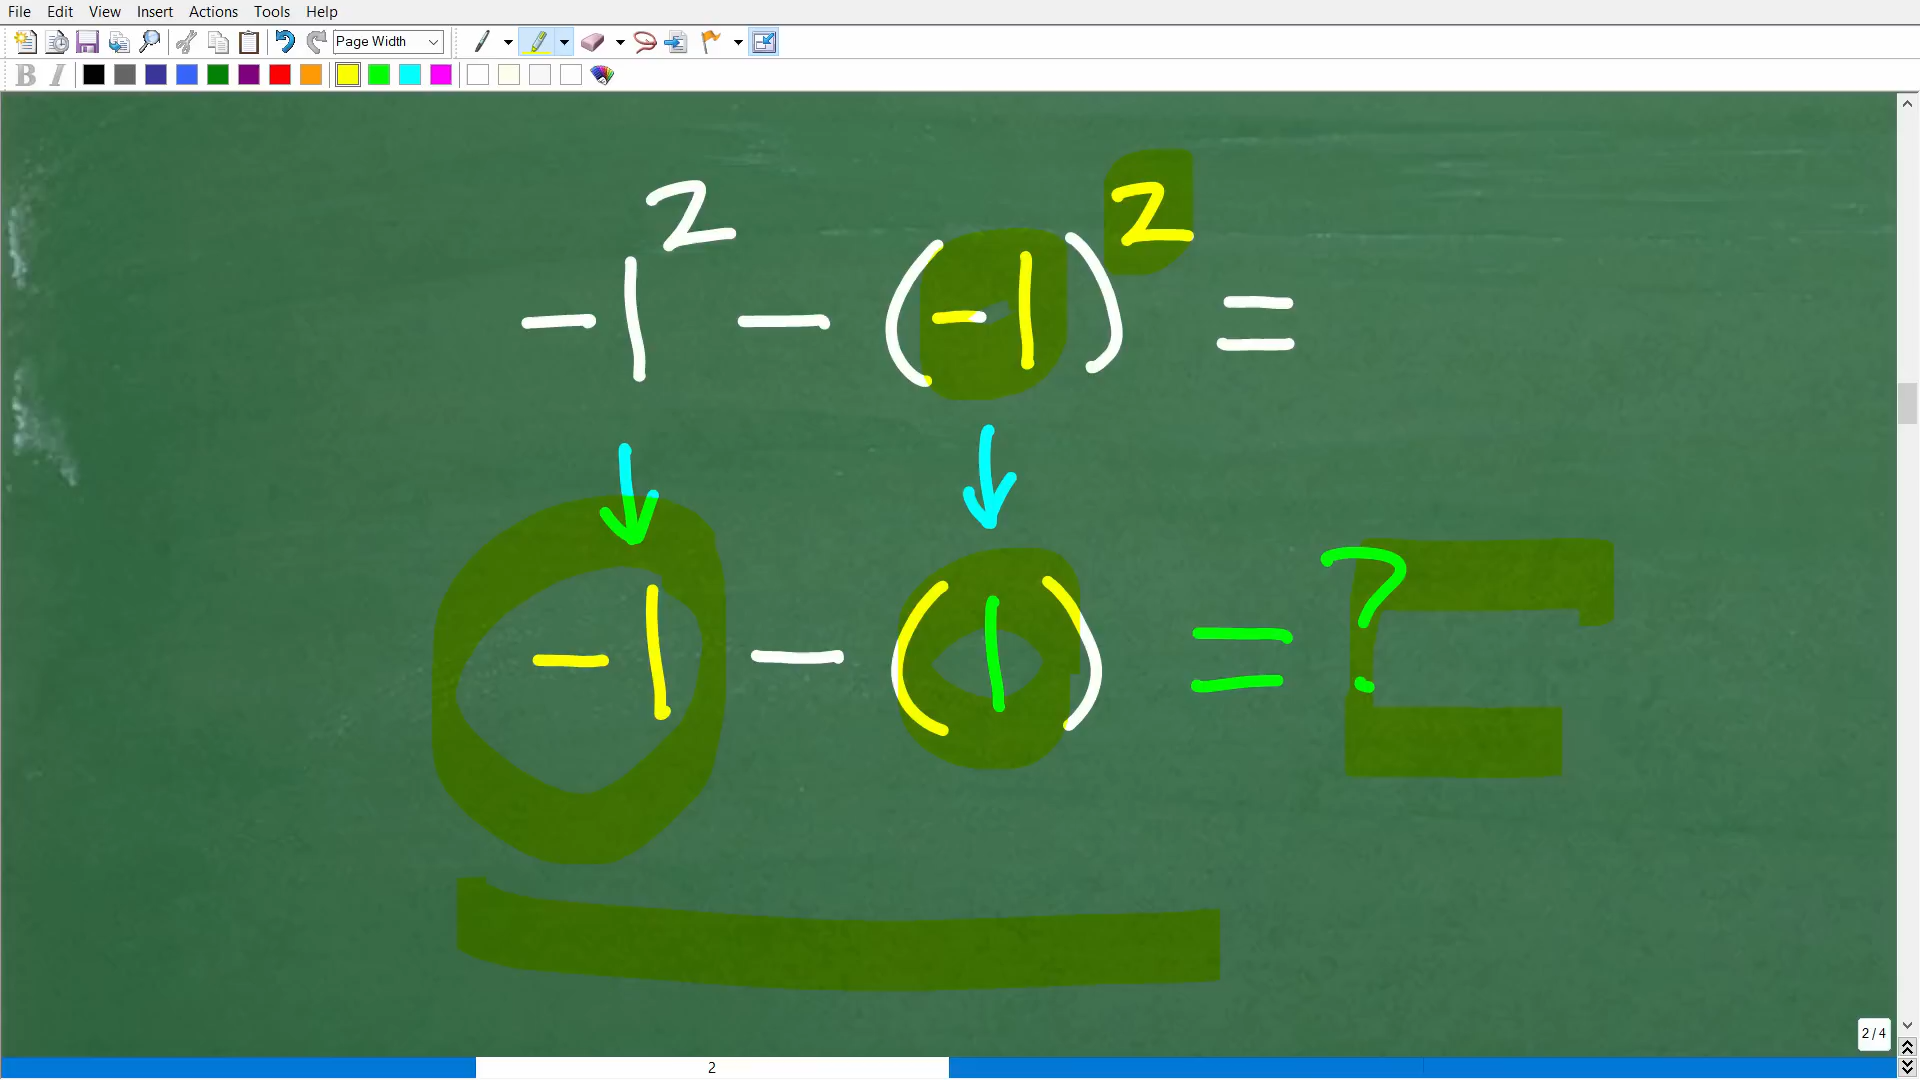 File Edit View Insert Actions Tools Help
Page Width
B I
-1² - (-1)² =
-1 - (1) = ?
2/4
2